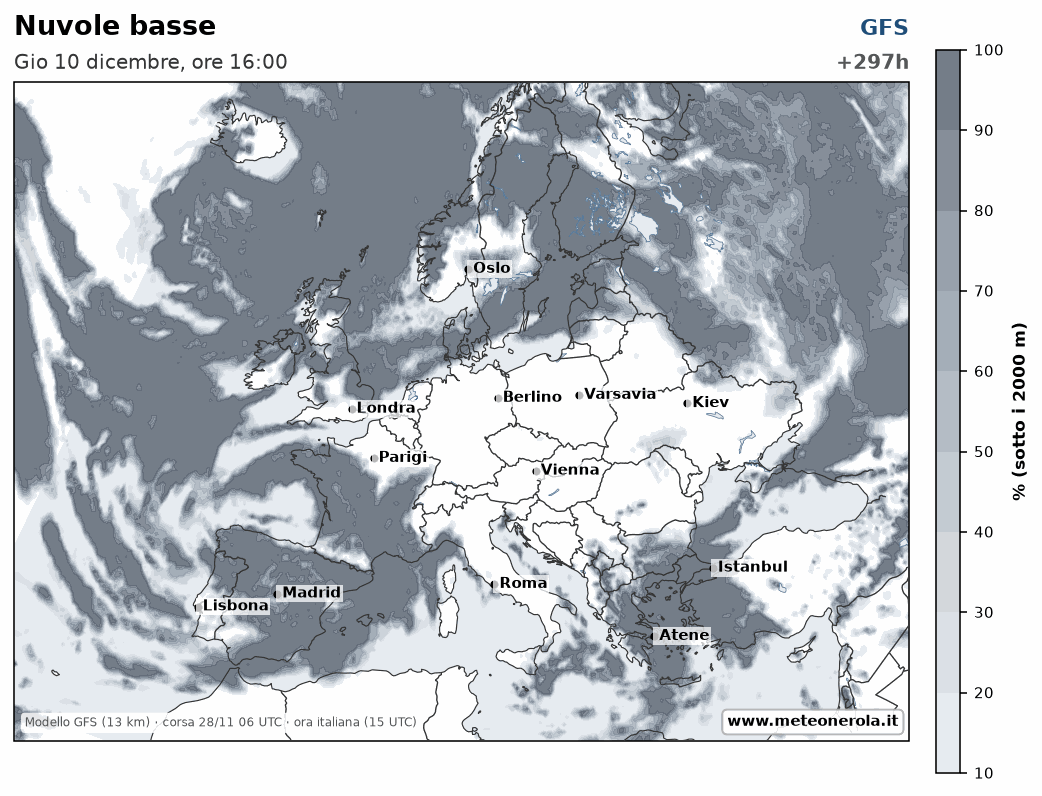 Nuvole basse
GFS
Gio 10 dicembre, ore 16:00
+297h
100
90
80
70
60
50
40
30
20
10
% (sotto i 2000 m)
Oslo
Berlino
Varsavia
Kiev
Londra
Parigi
Vienna
Istanbul
Roma
Madrid
Lisbona
Atene
Modello GFS (13 km) · corsa 28/11 06 UTC · ora italiana (15 UTC)
www.meteonerola.it